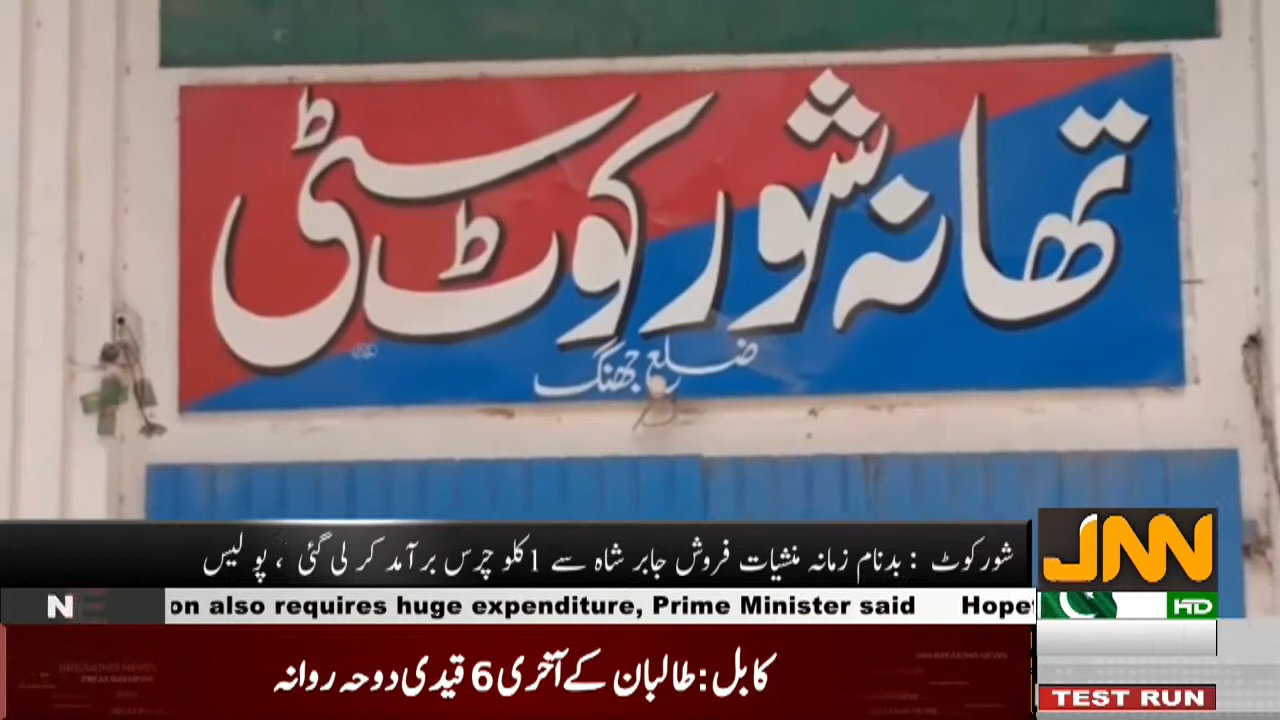 تھانہ شورکوٹ سٹی
ضلع جھنگ
شورکوٹ : بدنام زمانہ منشیات فروش جابر شاہ سے 1 کلو چرس برآمد کر لی گئی ، پولیس
JNN
on also requires huge expenditure, Prime Minister said Hope
HD
کابل : طالبان کے آخری 6 قیدی دوحہ روانہ
TEST RUN